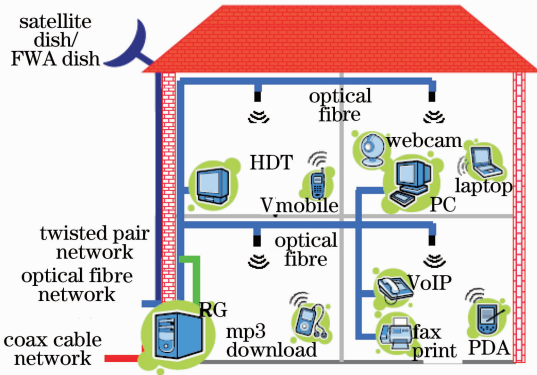 satellite
dish/
FWA dish
optical
fibre
webcam
HDT
laptop
Vmobile
PC
twisted pair
network
optical
fibre
optical fibre
network
VoIP
RG
mp3
download
fax
print
PDA
coax cable
network